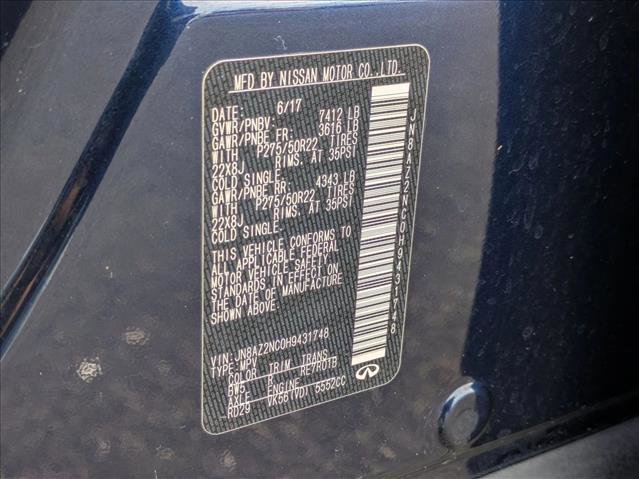 MFD BY NISSAN MOTOR CO.,LTD.
DATE: 6/17
GVWR/PNBV: 7412 LB
GAWR/PNBE FR: 3616 LB
WITH P275/50R22 TIRES
22X8J RIMS, AT 35PSI
COLD SINGLE.
GAWR/PNBE RR: 4343 LB
WITH P275/50R22 TIRES
22X8J RIMS, AT 35PSI
COLD SINGLE.
THIS VEHICLE CONFORMS TO
ALL APPLICABLE FEDERAL
MOTOR VEHICLE SAFETY
STANDARDS IN EFFECT ON
THE DATE OF MANUFACTURE
SHOWN ABOVE.
VIN: JN8AZ2NC0H9431748
TYPE: MPV
COLOR TRIM TRANS
K RE7R01B
AXLE ENGINE
RD29 VK56(VD) 5552CC
JN8AZ2NC0H9431748